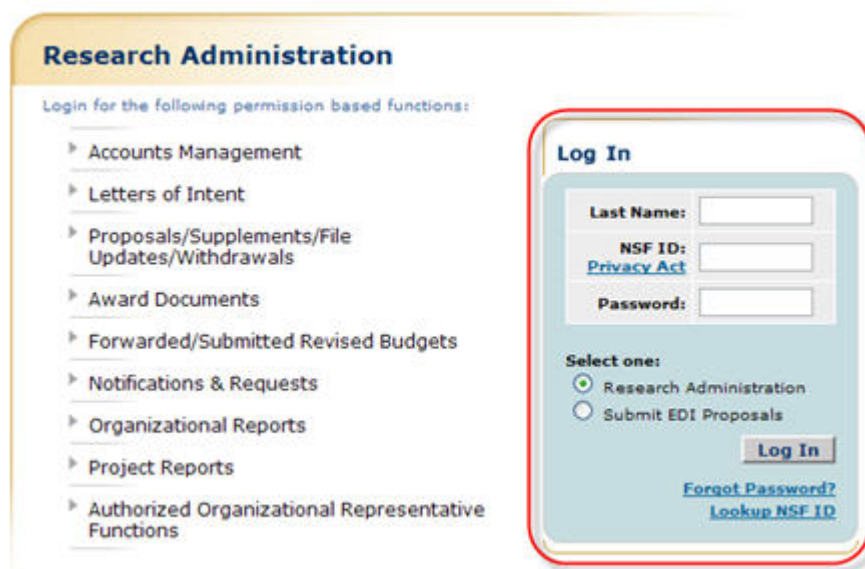 Research Administration
Login for the following permission based functions:
Accounts Management
Letters of Intent
Proposals/Supplements/File
Updates/Withdrawals
Award Documents
Forwarded/Submitted Revised Budgets
Notifications & Requests
Organizational Reports
Project Reports
Authorized Organizational Representative
Functions
Log In
Last Name:
NSF ID:
Privacy Act
Password:
Select one:
Research Administration
Submit EDI Proposals
Log In
Forgot Password?
Lookup NSF ID